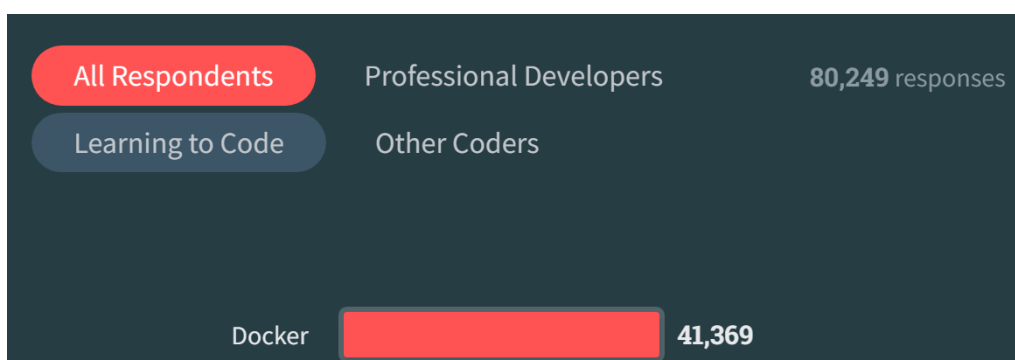 All Respondents Professional Developers 80,249 responses
Learning to Code Other Coders
Docker 41,369